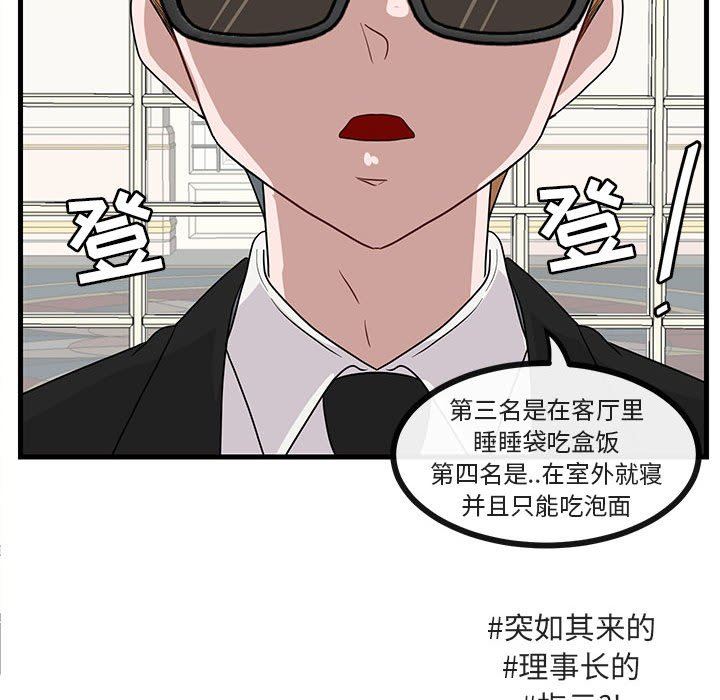 登
登
第三名是在客厅里
睡睡袋吃盒饭
第四名是..在室外就寝
并且只能吃泡面
#突如其来的
#理事长的